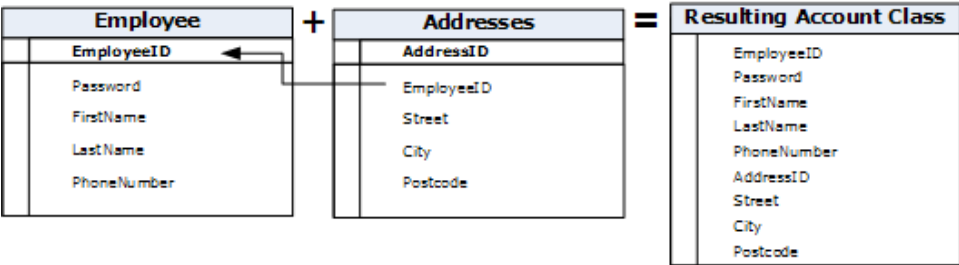 Employee
EmployeeID
Password
FirstName
LastName
PhoneNumber
+
Addresses
AddressID
EmployeeID
Street
City
Postcode
=
Resulting Account Class
EmployeeID
Password
FirstName
LastName
PhoneNumber
AddressID
Street
City
Postcode